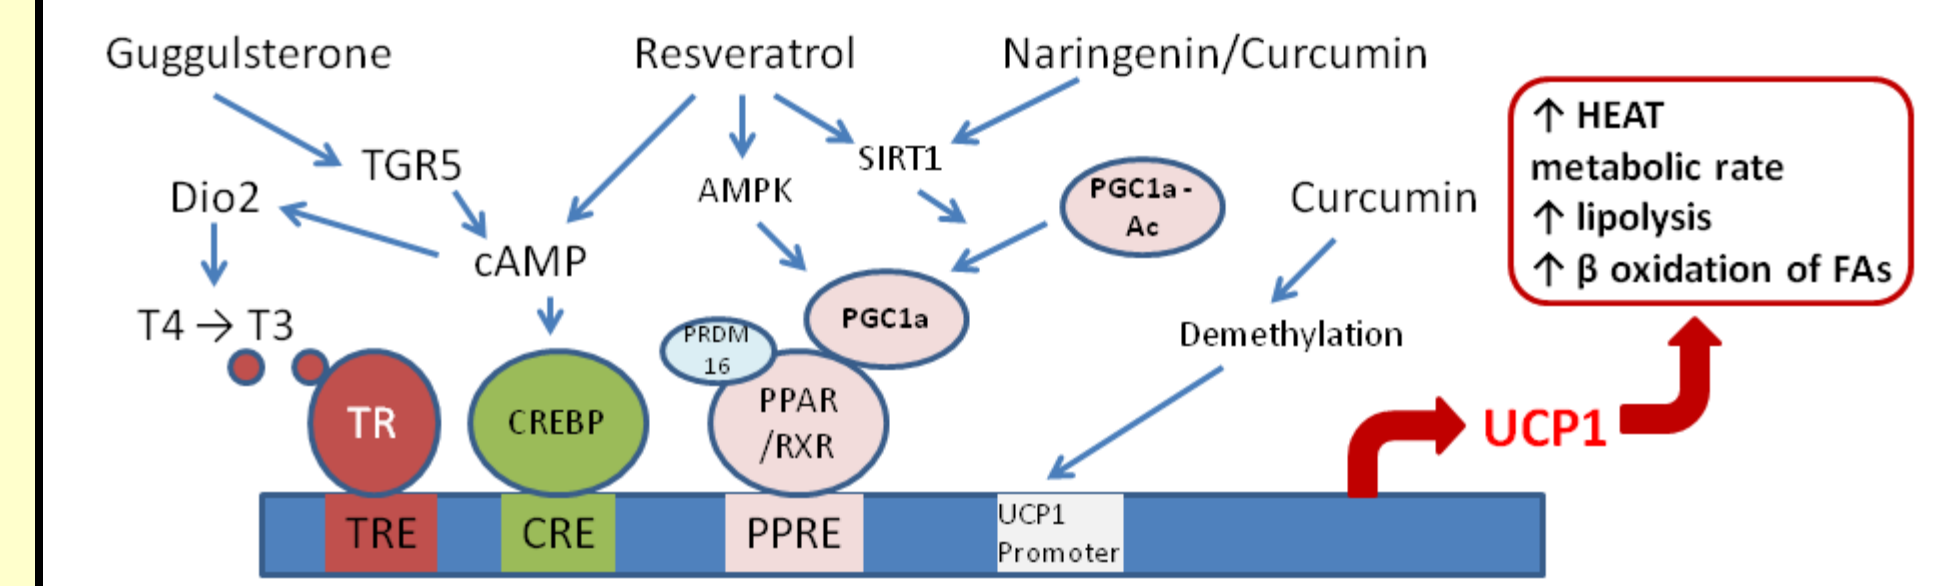 Guggulsterone
Resveratrol
Naringenin/Curcumin
↑ HEAT
metabolic rate
↑ lipolysis
↑ β oxidation of FAs
TGR5
SIRT1
Dio2
AMPK
PGC1a -
Ac
Curcumin
cAMP
T4 → T3
PRDM
16
PGC1a
Demethylation
TR
CREBP
PPAR
/RXR
UCP1
TRE
CRE
PPRE
UCP1
Promoter